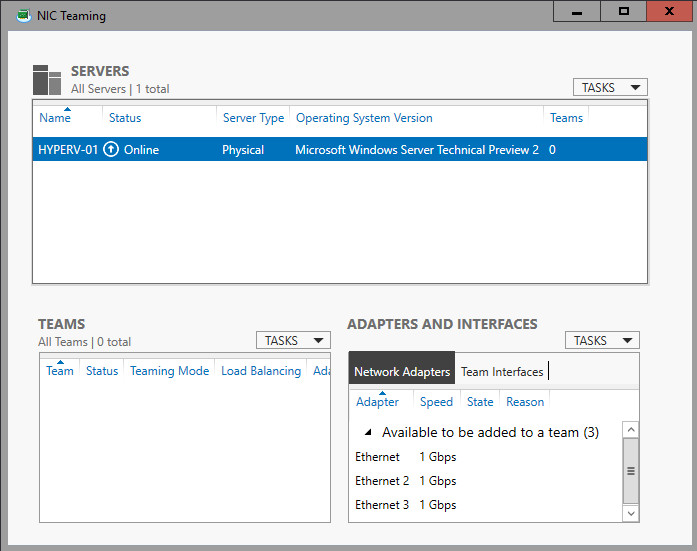 NIC Teaming
SERVERS
All Servers | 1 total
TASKS
Name Status Server Type Operating System Version Teams
HYPERV-01 Online Physical Microsoft Windows Server Technical Preview 2 0
TEAMS
All Teams | 0 total
TASKS
Team Status Teaming Mode Load Balancing Ada
ADAPTERS AND INTERFACES
TASKS
Network Adapters Team Interfaces
Adapter Speed State Reason
Available to be added to a team (3)
Ethernet 1 Gbps
Ethernet 2 1 Gbps
Ethernet 3 1 Gbps